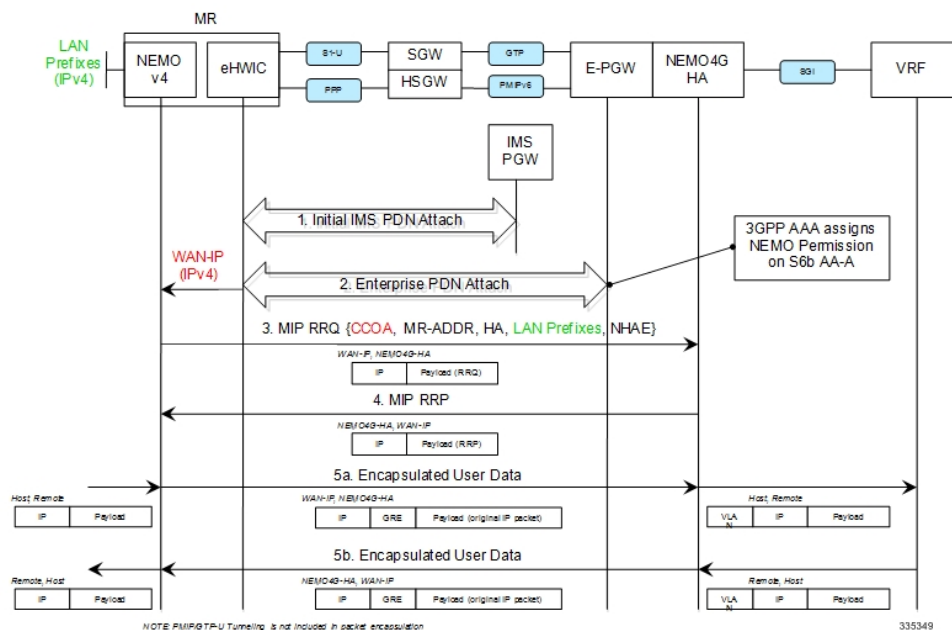 MR
LAN
Prefixes
(IPv4)
NEMO
v4
eHWIC
S1-U
PPP
SGW
HSGW
GTP
PMIPv6
E-PGW
NEMO4G
HA
SGI
VRF
IMS
PGW
1. Initial IMS PDN Attach
3GPP AAA assigns
NEMO Permission
on S6b AA-A
WAN-IP
(IPv4)
2. Enterprise PDN Attach
3. MIP RRQ {CCOA, MR-ADDR, HA, LAN Prefixes, NHAE}
WAN-IP, NEMO4G-HA
IP Payload (RRQ)
4. MIP RRP
NEMO4G-HA, WAN-IP
IP Payload (RRP)
5a. Encapsulated User Data
Host, Remote
WAN-IP, NEMO4G-HA
Host, Remote
IP Payload
IP GRE Payload (original IP packet)
VLA
N
IP Payload
5b. Encapsulated User Data
Remote, Host
NEMO4G-HA, WAN-IP
Remote, Host
IP Payload
IP GRE Payload (original IP packet)
VLA
N
IP Payload
NOTE: PMIP/GTP-U Tunneling is not included in packet encapsulation
335349